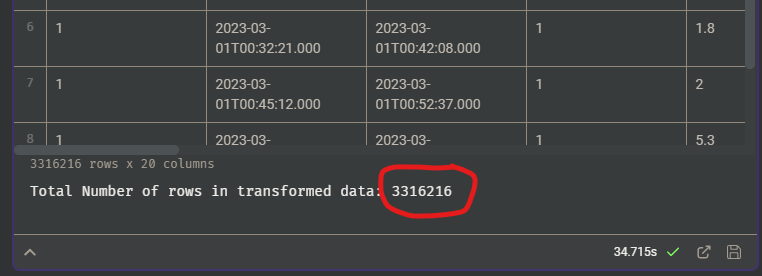 6 1 2023-03- 2023-03- 1 1.8
01T00:32:21.000 01T00:42:08.000
7 1 2023-03- 2023-03- 1 2
01T00:45:12.000 01T00:52:37.000
8 1 2023-03- 2023-03- 1 5.3
3316216 rows x 20 columns
Total Number of rows in transformed data: 3316216
34.715s